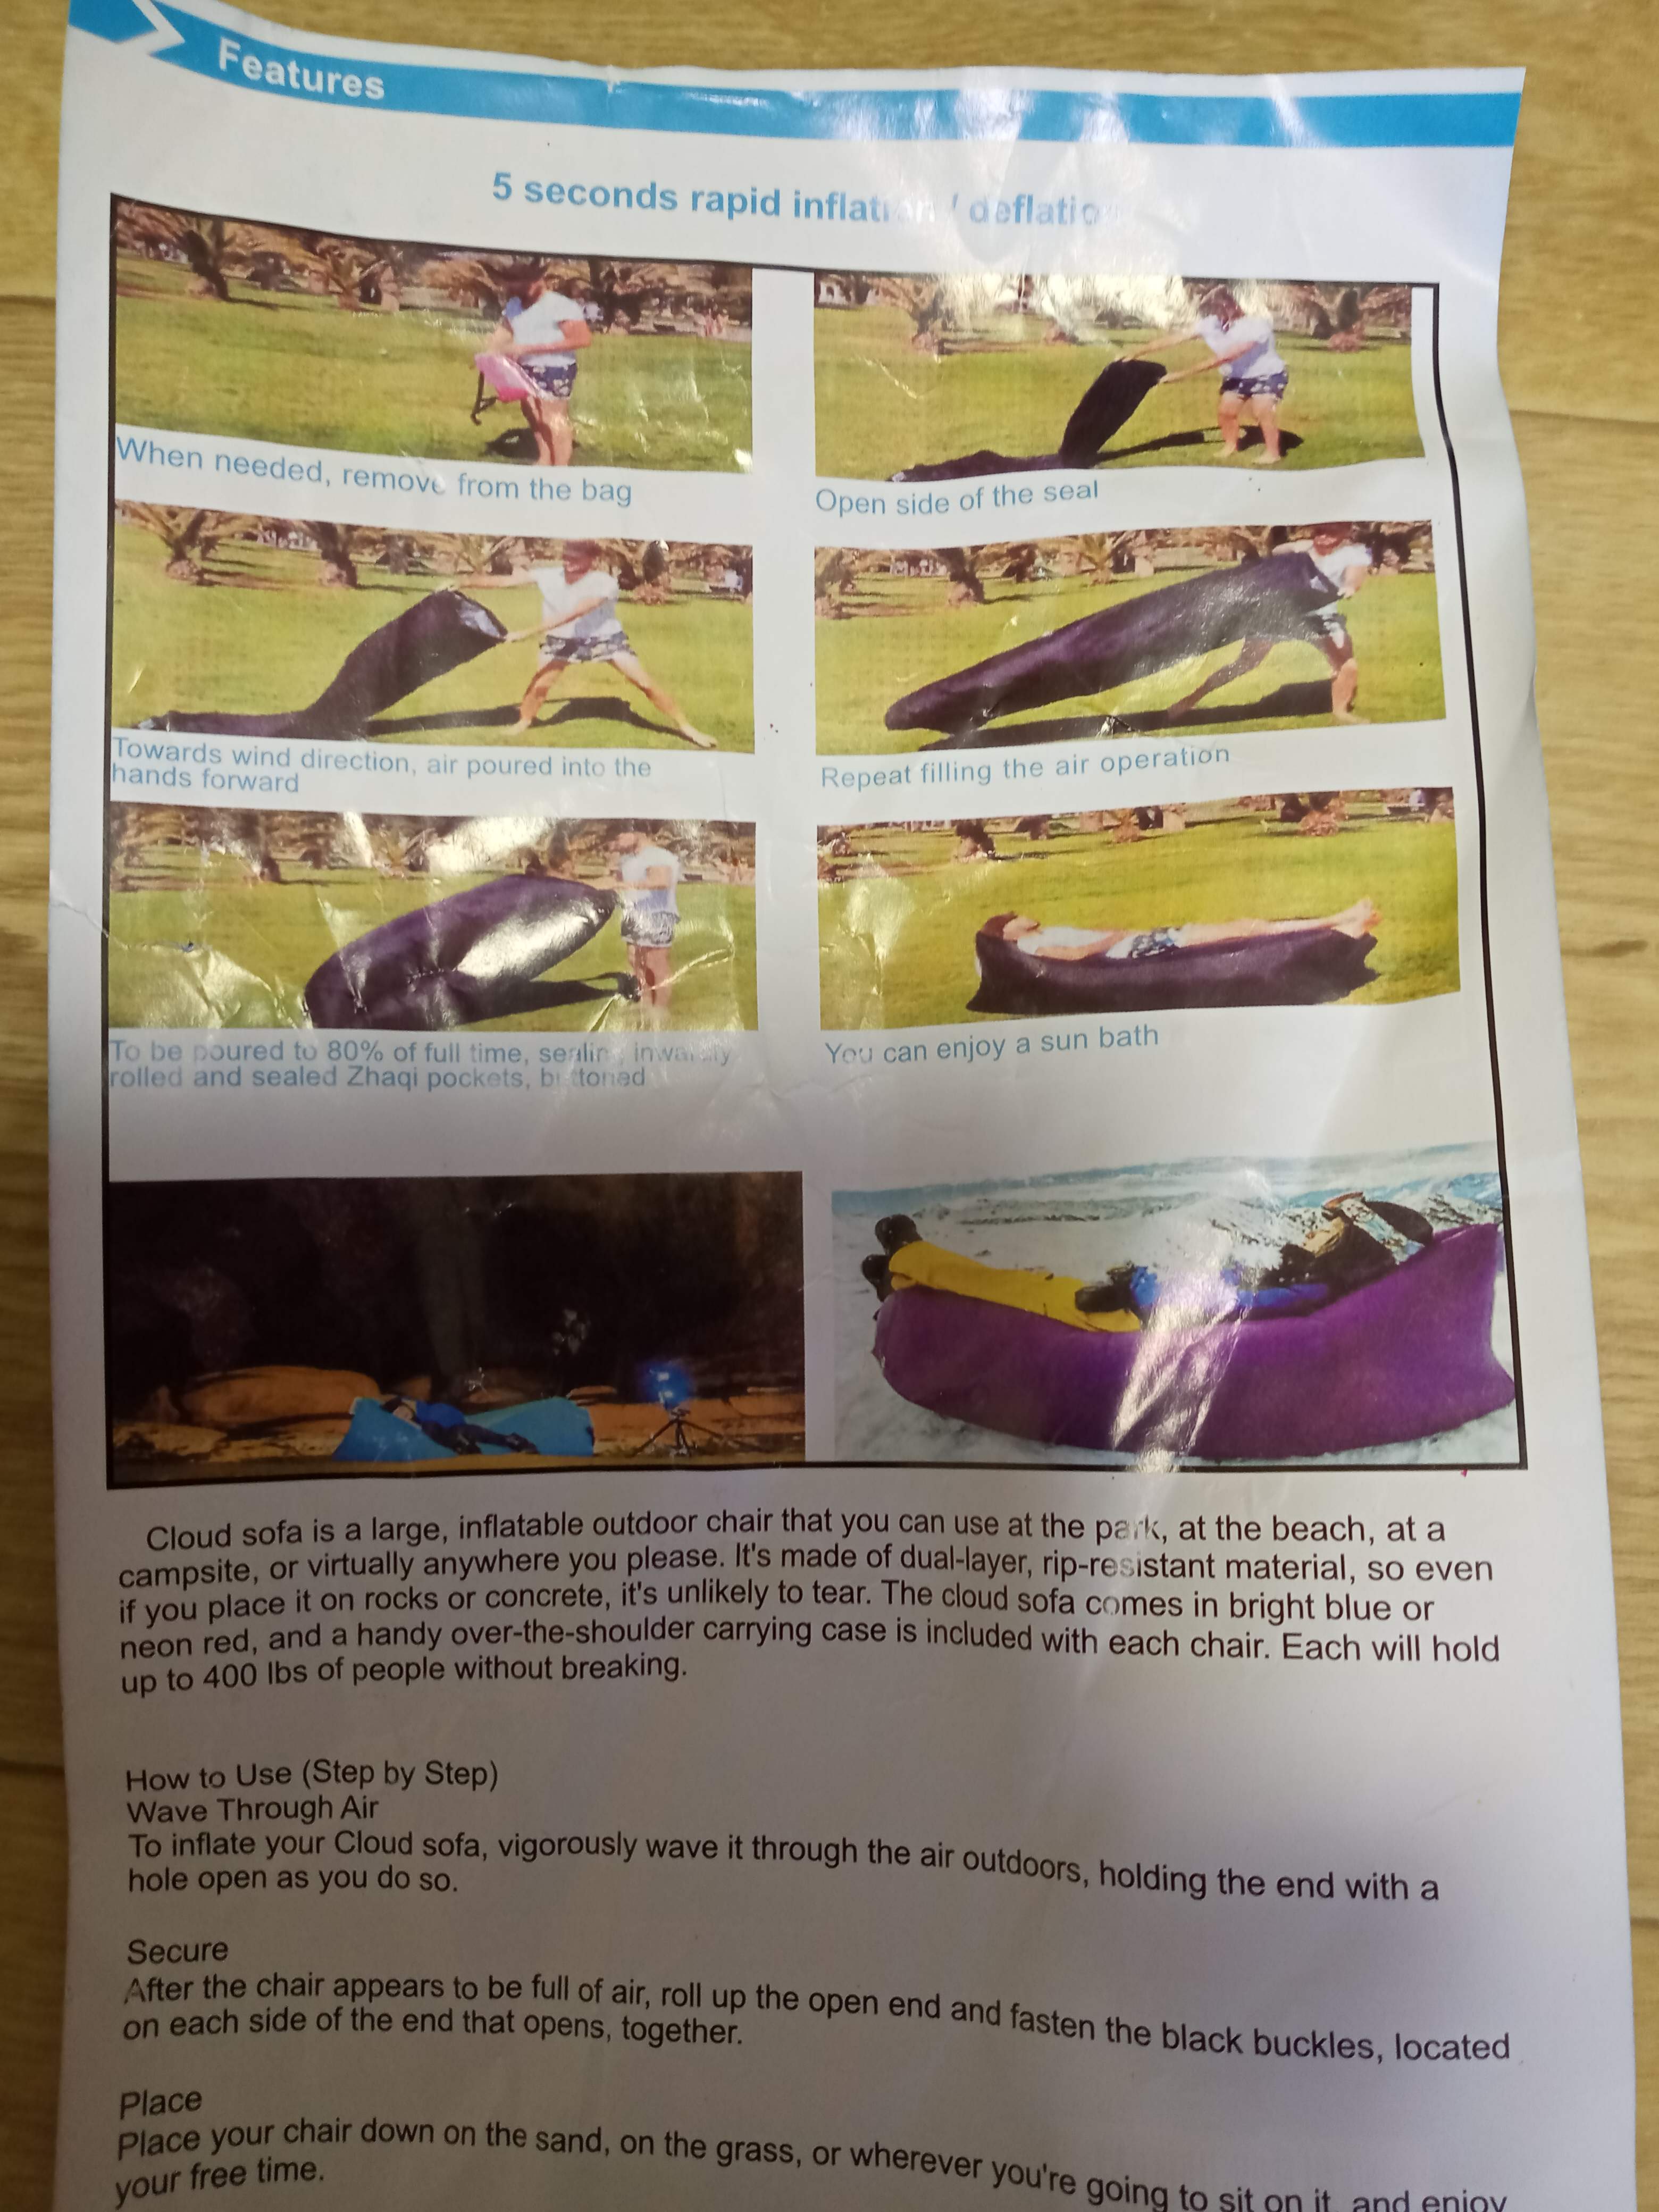 Features
5 seconds rapid inflation / deflation
When needed, remove from the bag
Open side of the seal
Towards wind direction, air poured into the
hands forward
Repeat filling the air operation
To be poured to 80% of full time, sealing, inwardly
rolled and sealed Zhaqi pockets, buttoned
You can enjoy a sun bath
Cloud sofa is a large, inflatable outdoor chair that you can use at the park, at the beach, at a
campsite, or virtually anywhere you please. It's made of dual-layer, rip-resistant material, so even
if you place it on rocks or concrete, it's unlikely to tear. The cloud sofa comes in bright blue or
neon red, and a handy over-the-shoulder carrying case is included with each chair. Each will hold
up to 400 lbs of people without breaking.
How to Use (Step by Step)
Wave Through Air
To inflate your Cloud sofa, vigorously wave it through the air outdoors, holding the end with a
hole open as you do so.
Secure
After the chair appears to be full of air, roll up the open end and fasten the black buckles, located
on each side of the end that opens, together.
Place
Place your chair down on the sand, on the grass, or wherever you're going to sit on it, and enjoy
your free time.